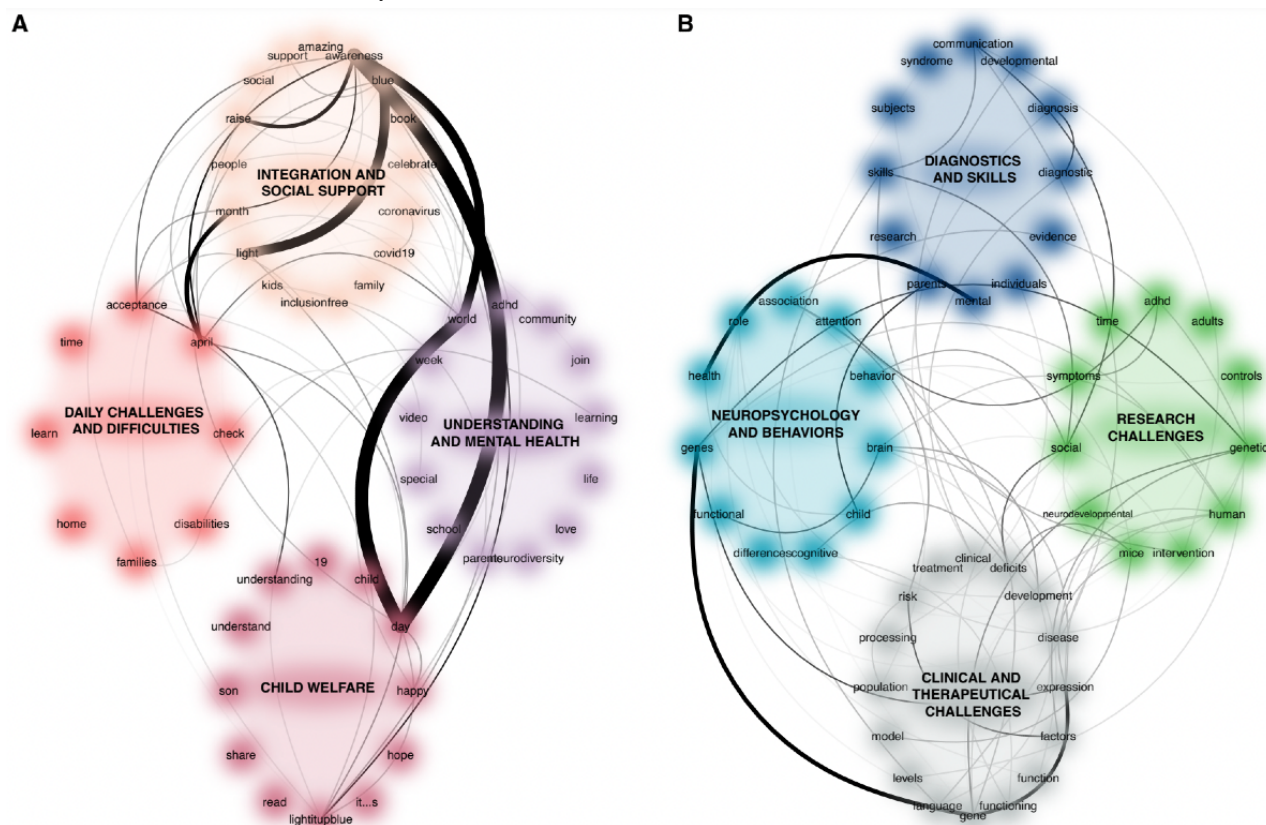 A
amazing
support awareness
social
blue
raise
book
people
celebrate
INTEGRATION AND
SOCIAL SUPPORT
month
coronavirus
light
covid19
kids
family
inclusionfree
acceptance
time
april
DAILY CHALLENGES
AND DIFFICULTIES
learn
check
home
disabilities
families
adhd
world
community
week
join
video
learning
UNDERSTANDING
AND MENTAL HEALTH
special
life
school
love
parentneurodiversity
19
understanding
child
understand
day
CHILD WELFARE
son
happy
share
hope
read
it...s
lightitupblue
B
communication
syndrome
developmental
subjects
diagnosis
DIAGNOSTICS
AND SKILLS
skills
diagnostic
research
evidence
parents
individuals
mental
association
role
attention
health
behavior
NEUROPSYCHOLOGY
AND BEHAVIORS
genes
brain
functional
child
differencescognitive
adhd
time
adults
symptoms
controls
RESEARCH
CHALLENGES
social
genetic
neurodevelopmental
human
mice
intervention
clinical
treatment
deficits
risk
development
processing
disease
CLINICAL AND
THERAPEUTICAL
CHALLENGES
population
expression
model
factors
levels
function
language
functioning
gene